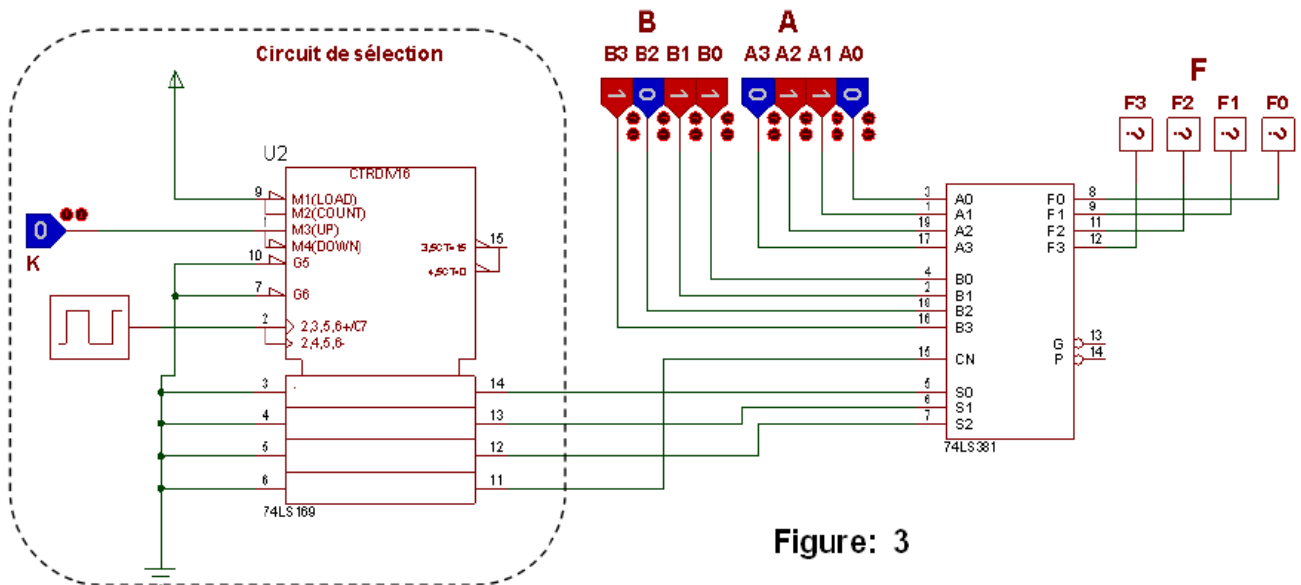 Circuit de sélection
B
B3 B2 B1 B0
1 0 1 1
A
A3 A2 A1 A0
0 1 1 0
F
F3 F2 F1 F0
? ? ? ?
U2
CTRDIV16
9 M1(LOAD)
M2(COUNT)
1 M3(UP)
M4(DOWN)
10 G5
7 G6
2 2,3,5,6+/C7
2,4,5,6-
3,5CT=15 15
4,5CT=0
0
K
3 14
4 13
5 12
6 11
74LS169
3 A0 F0 8
1 A1 F1 9
19 A2 F2 11
17 A3 F3 12
4 B0
2 B1
18 B2
16 B3
G 13
15 CN P 14
5 S0
6 S1
7 S2
74LS381
Figure: 3